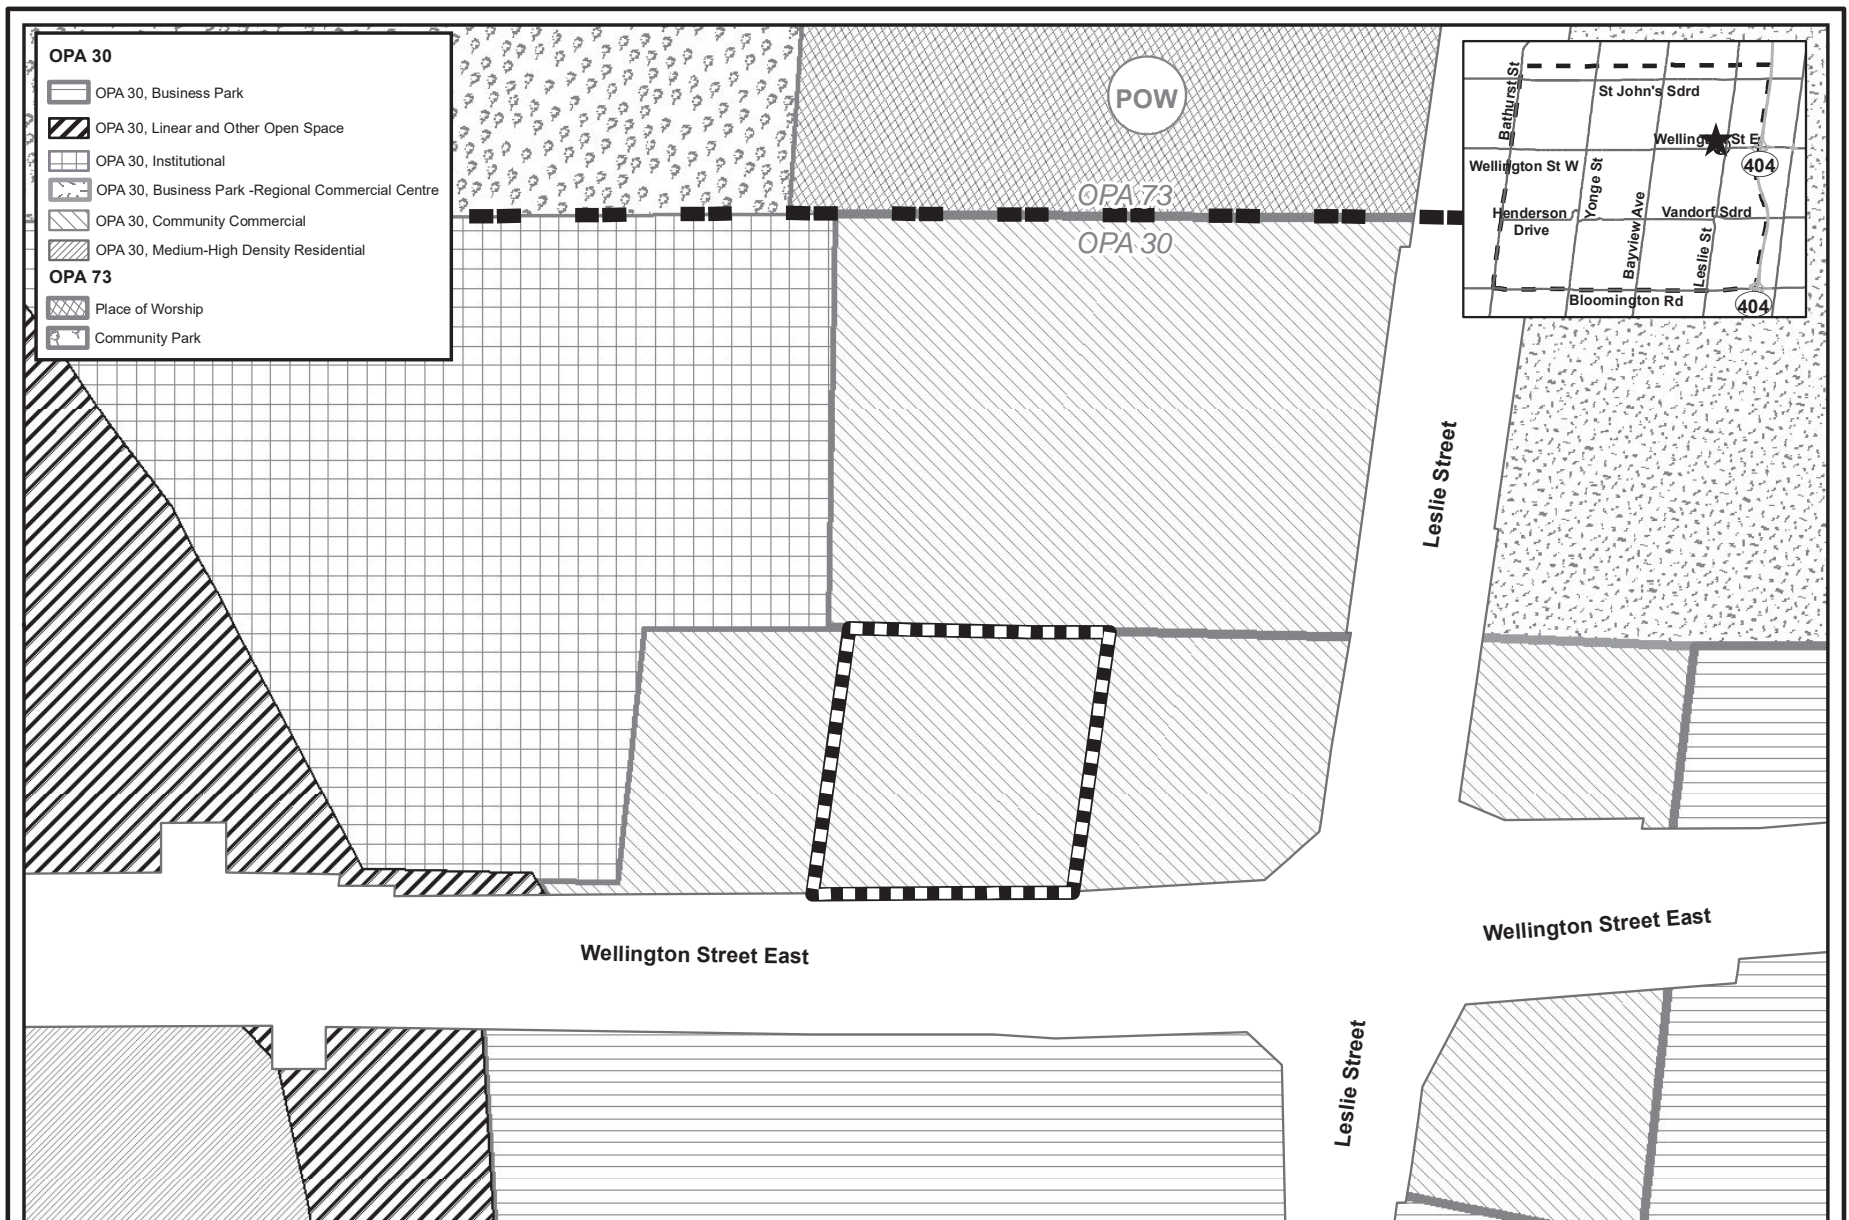 OPA 30
OPA 30, Business Park
OPA 30, Linear and Other Open Space
OPA 30, Institutional
OPA 30, Business Park -Regional Commercial Centre
OPA 30, Community Commercial
OPA 30, Medium-High Density Residential
OPA 73
Place of Worship
Community Park
POW
OPA 73
OPA 30
Bathurst St
St John's Sdrd
Wellington St E
404
Wellington St W
Yonge St
Bayview Ave
Henderson
Drive
Vandorf Sdrd
Leslie St
Bloomington Rd
404
Leslie Street
Wellington Street East
Wellington Street East
Leslie Street